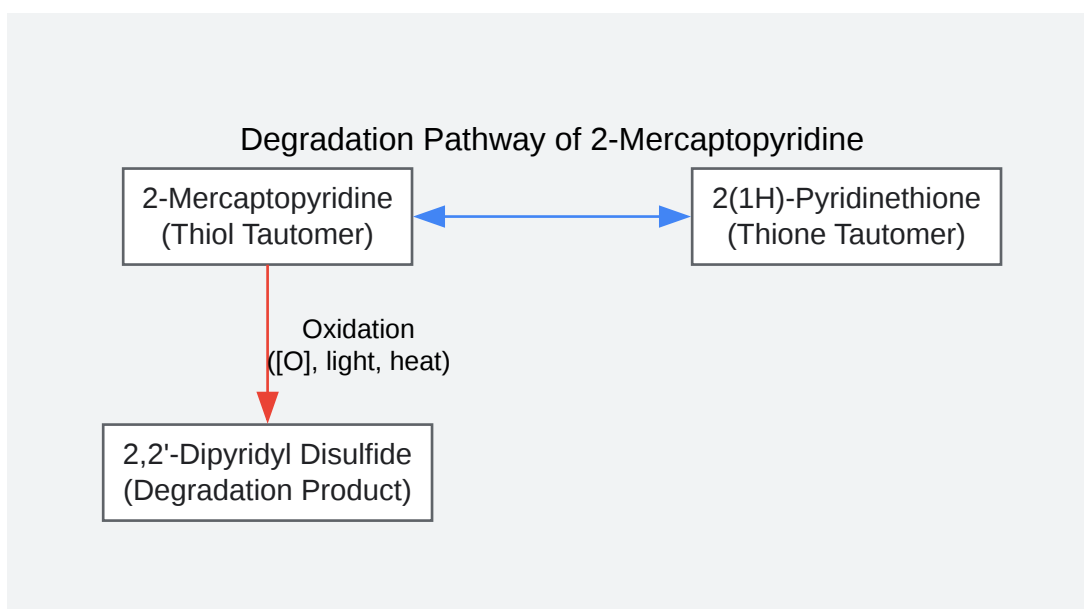 Degradation Pathway of 2-Mercaptopyridine
2-Mercaptopyridine
(Thiol Tautomer)
2(1H)-Pyridinethione
(Thione Tautomer)
Oxidation
([O], light, heat)
2,2'-Dipyridyl Disulfide
(Degradation Product)